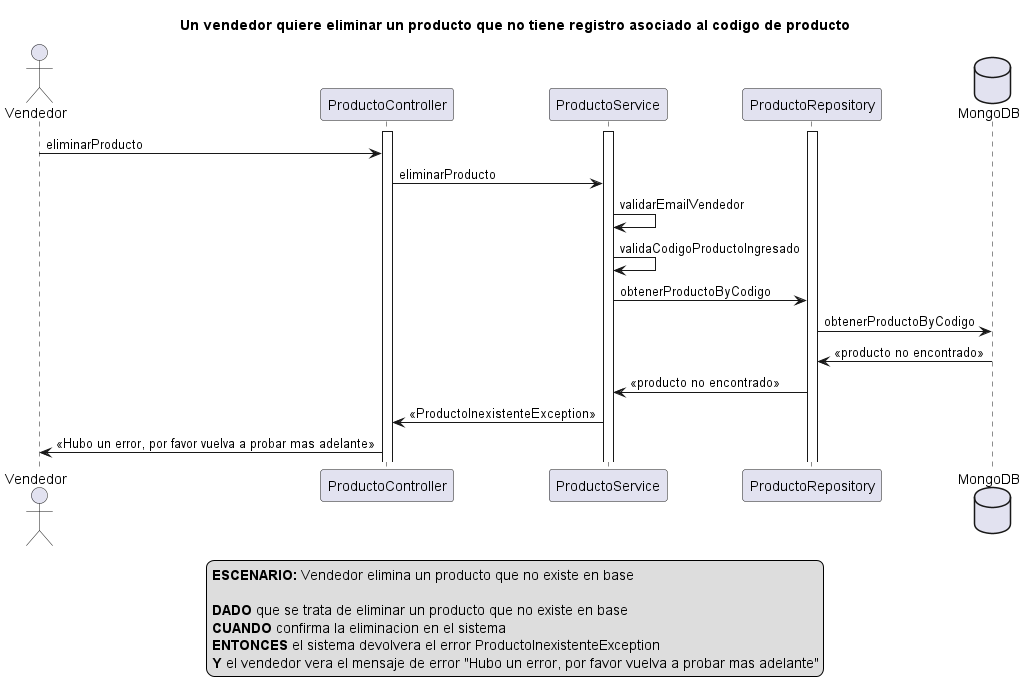 Un vendedor quiere eliminar un producto que no tiene registro asociado al codigo de producto
Vendedor
ProductoController
ProductoService
ProductoRepository
MongoDB
eliminarProducto
eliminarProducto
validarEmailVendedor
validaCodigoProductoIngresado
obtenerProductoByCodigo
obtenerProductoByCodigo
«producto no encontrado»
«producto no encontrado»
«ProductoInexistenteException»
«Hubo un error, por favor vuelva a probar mas adelante»
Vendedor
ProductoController
ProductoService
ProductoRepository
MongoDB
ESCENARIO: Vendedor elimina un producto que no existe en base
DADO que se trata de eliminar un producto que no existe en base
CUANDO confirma la eliminacion en el sistema
ENTONCES el sistema devolvera el error ProductoInexistenteException
Y el vendedor vera el mensaje de error "Hubo un error, por favor vuelva a probar mas adelante"